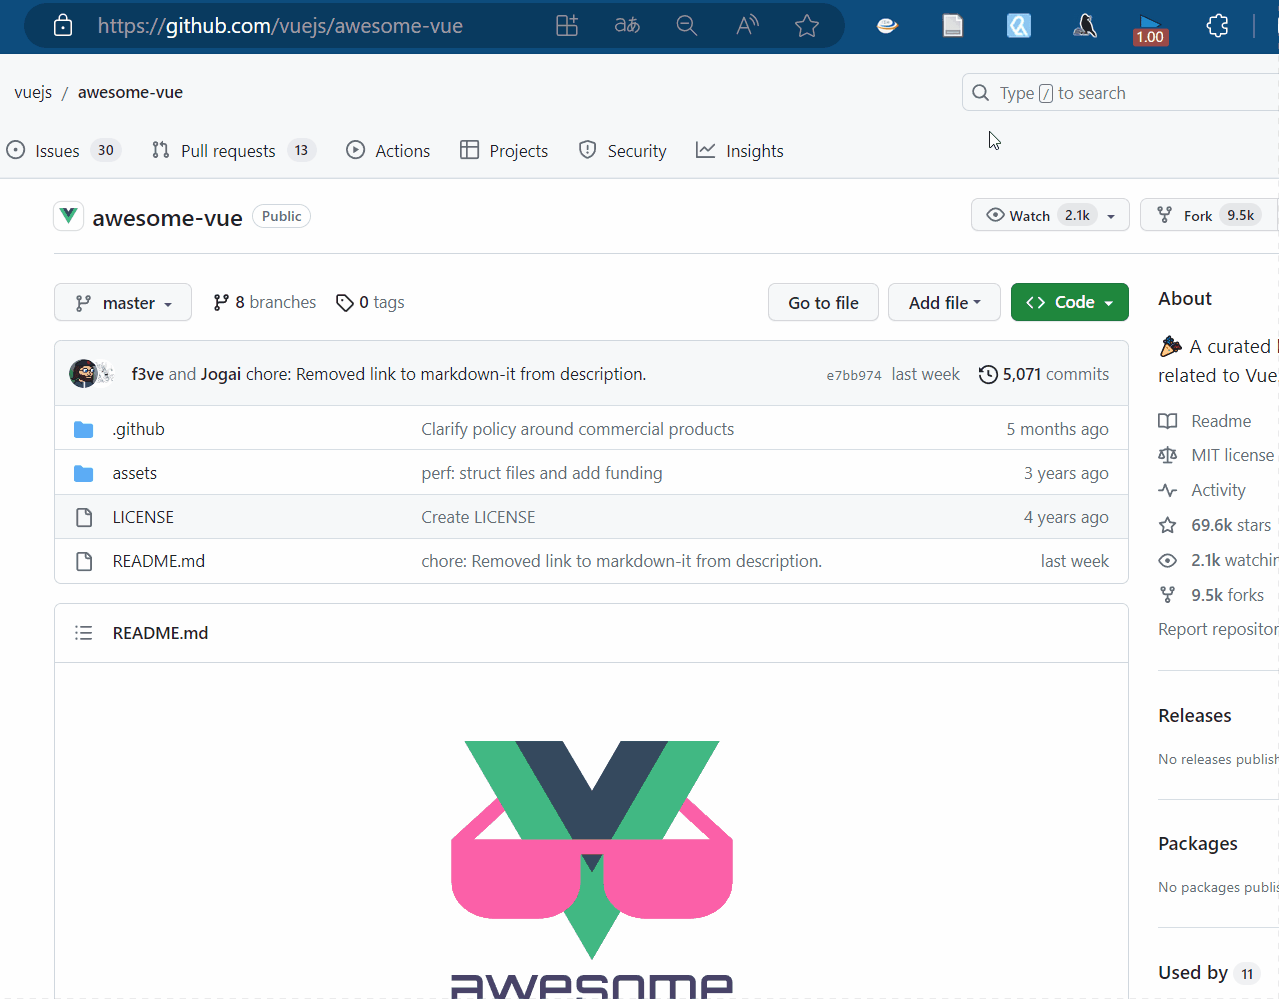 https://github.com/vuejs/awesome-vue
1.00
vuejs / awesome-vue
Type / to search
Issues 30 Pull requests 13 Actions Projects Security Insights
awesome-vue Public
Watch 2.1k Fork 9.5k
master 8 branches 0 tags Go to file Add file <> Code
About
f3ve and Jogai chore: Removed link to markdown-it from description. e7bb974 last week 5,071 commits
A curated
related to Vue
.github Clarify policy around commercial products 5 months ago
Readme
assets perf: struct files and add funding 3 years ago
MIT license
Activity
LICENSE Create LICENSE 4 years ago
69.6k stars
README.md chore: Removed link to markdown-it from description. last week
2.1k watchin
9.5k forks
Report repositor
README.md
Releases
No releases publish
Packages
No packages publis
awesome
Used by 11